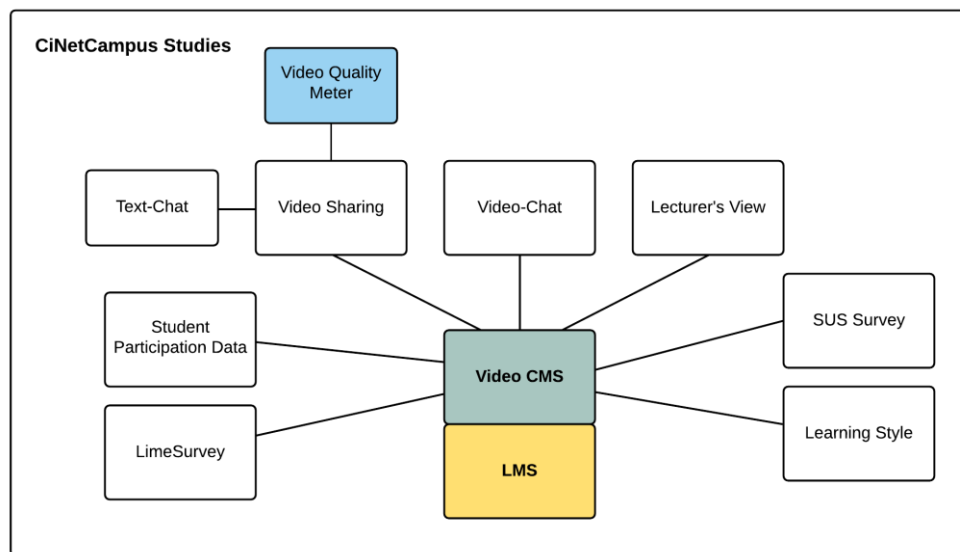 CiNetCampus Studies
Video Quality
Meter
Text-Chat
Video Sharing
Video-Chat
Lecturer's View
Student
Participation Data
SUS Survey
Video CMS
LimeSurvey
Learning Style
LMS